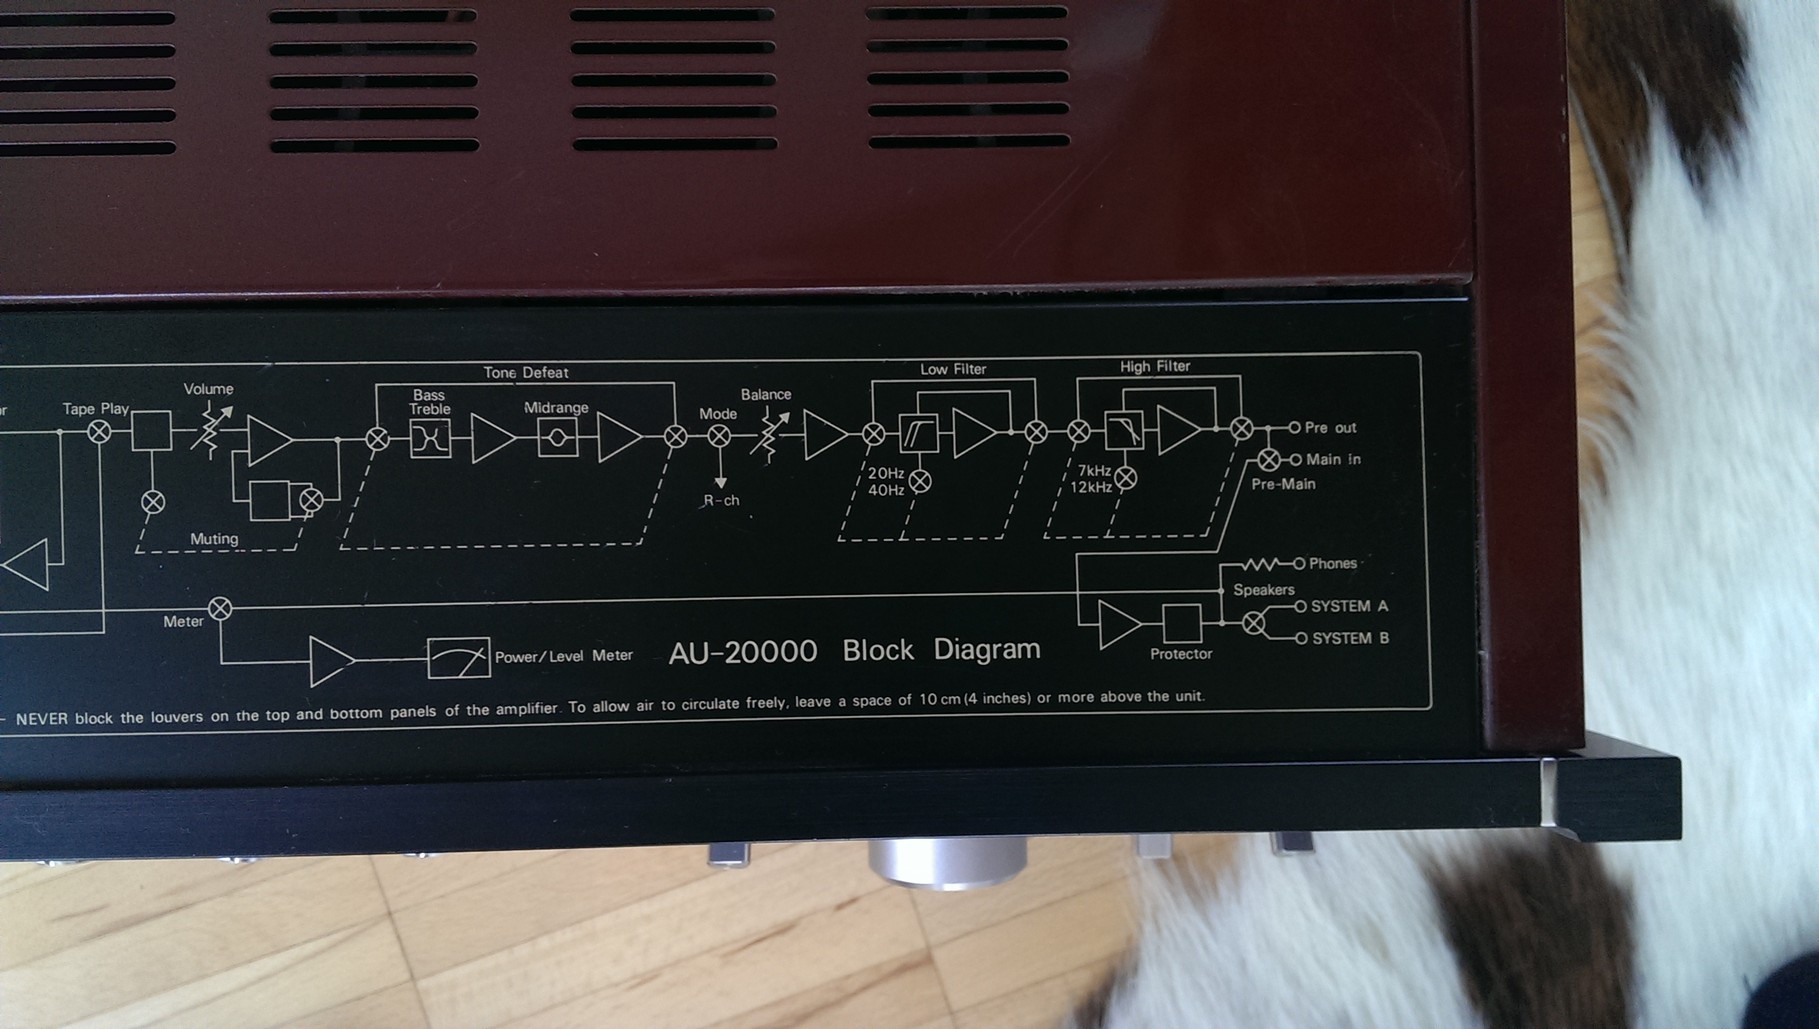 Tone Defeat
Low Filter
High Filter
Volume
Bass
Treble
Midrange
Balance
Tape Play
Mode
Pre out
Main in
20Hz
40Hz
7kHz
12kHz
Pre-Main
R-ch
Muting
Phones
Speakers
SYSTEM A
Meter
SYSTEM B
Power/Level Meter
AU-20000 Block Diagram
Protector
- NEVER block the louvers on the top and bottom panels of the amplifier. To allow air to circulate freely, leave a space of 10 cm (4 inches) or more above the unit.